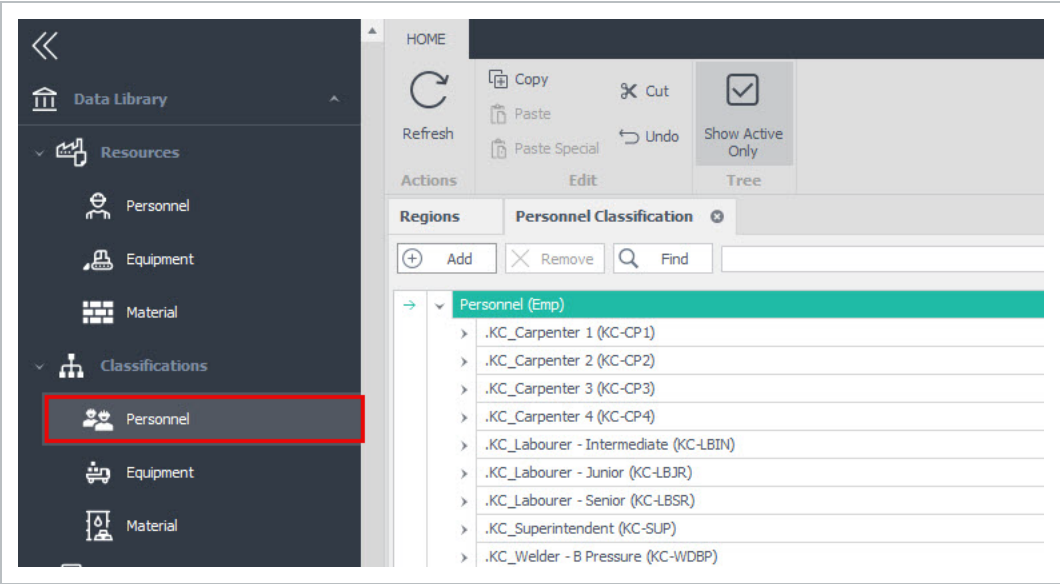 HOME
Data Library
Copy
Cut
Paste
Refresh
Undo
Show Active
Only
Paste Special
Resources
Actions
Edit
Tree
Personnel
Regions
Personnel Classification
Equipment
Add
Remove
Find
Material
Personnel (Emp)
.KC_Carpenter 1 (KC-CP1)
.KC_Carpenter 2 (KC-CP2)
Classifications
.KC_Carpenter 3 (KC-CP3)
.KC_Carpenter 4 (KC-CP4)
Personnel
.KC_Labourer - Intermediate (KC-LBIN)
.KC_Labourer - Junior (KC-LBJR)
Equipment
.KC_Labourer - Senior (KC-LBSR)
.KC_Superintendent (KC-SUP)
Material
.KC_Welder - B Pressure (KC-WDBP)